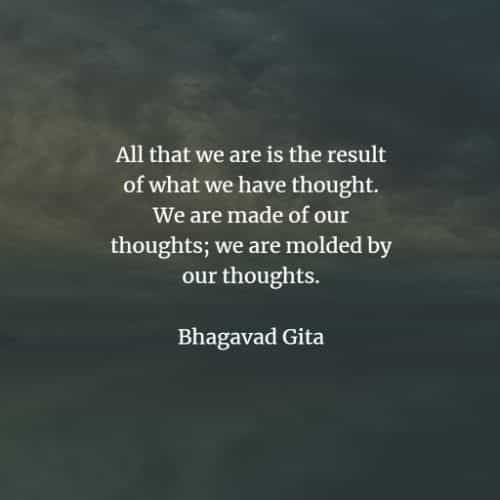 All that we are is the result
of what we have thought.
We are made of our
thoughts; we are molded by
our thoughts.
Bhagavad Gita